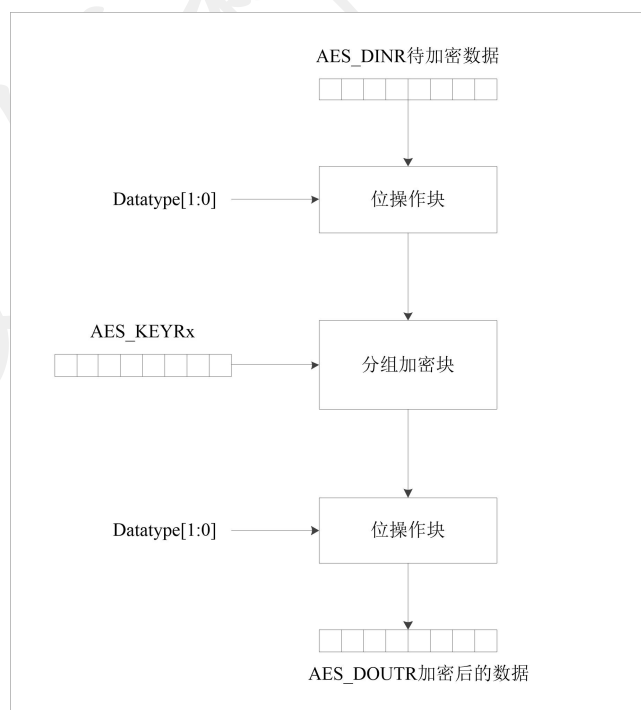 AES_DINR待加密数据
Datatype[1:0]
位操作块
AES_KEYRx
分组加密块
Datatype[1:0]
位操作块
AES_DOUTR加密后的数据